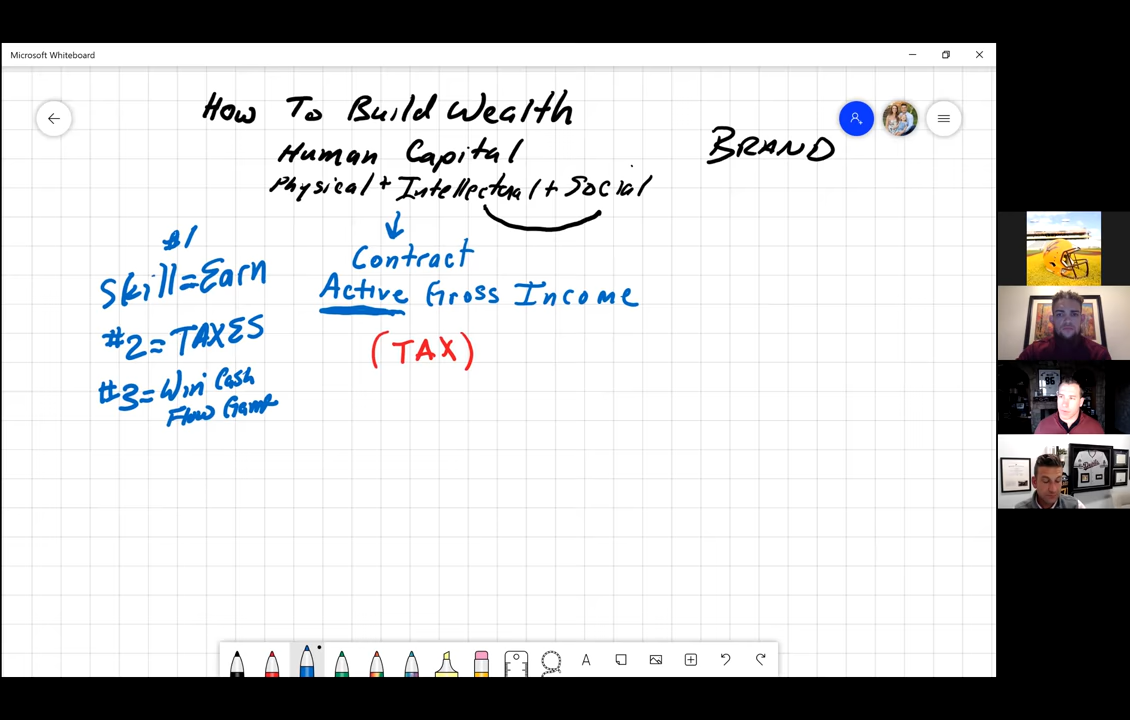 Microsoft Whiteboard
How To Build Wealth
BRAND
Human Capital
Physical + Intellectual + Social
#1
Skill = Earn
Contract
Active Gross Income
#2 = TAXES
(TAX)
#3 = Win Cash
Flow Game